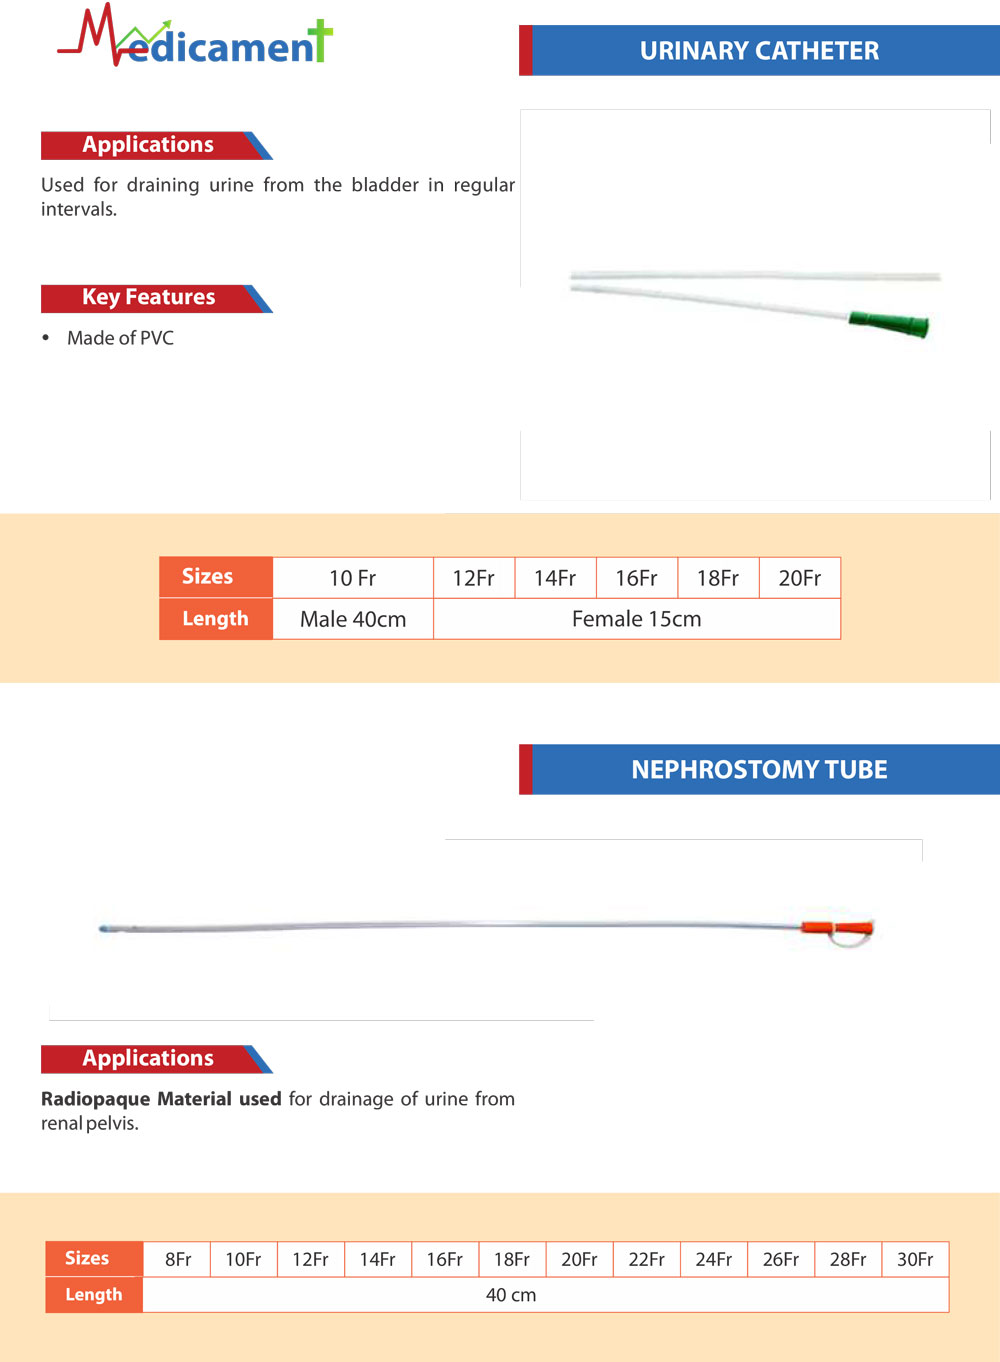 Medicament
URINARY CATHETER
Applications
Used for draining urine from the bladder in regular
intervals.
Key Features
• Made of PVC
Sizes 10 Fr 12Fr 14Fr 16Fr 18Fr 20Fr
Length Male 40cm Female 15cm
NEPHROSTOMY TUBE
Applications
Radiopaque Material used for drainage of urine from
renal pelvis.
Sizes 8Fr 10Fr 12Fr 14Fr 16Fr 18Fr 20Fr 22Fr 24Fr 26Fr 28Fr 30Fr
Length 40 cm